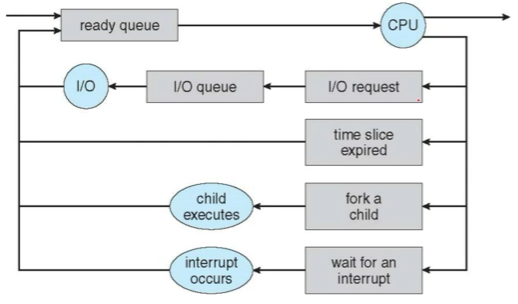 ready queue
CPU
I/O
I/O queue
I/O request
time slice
expired
child
executes
fork a
child
interrupt
occurs
wait for an
interrupt